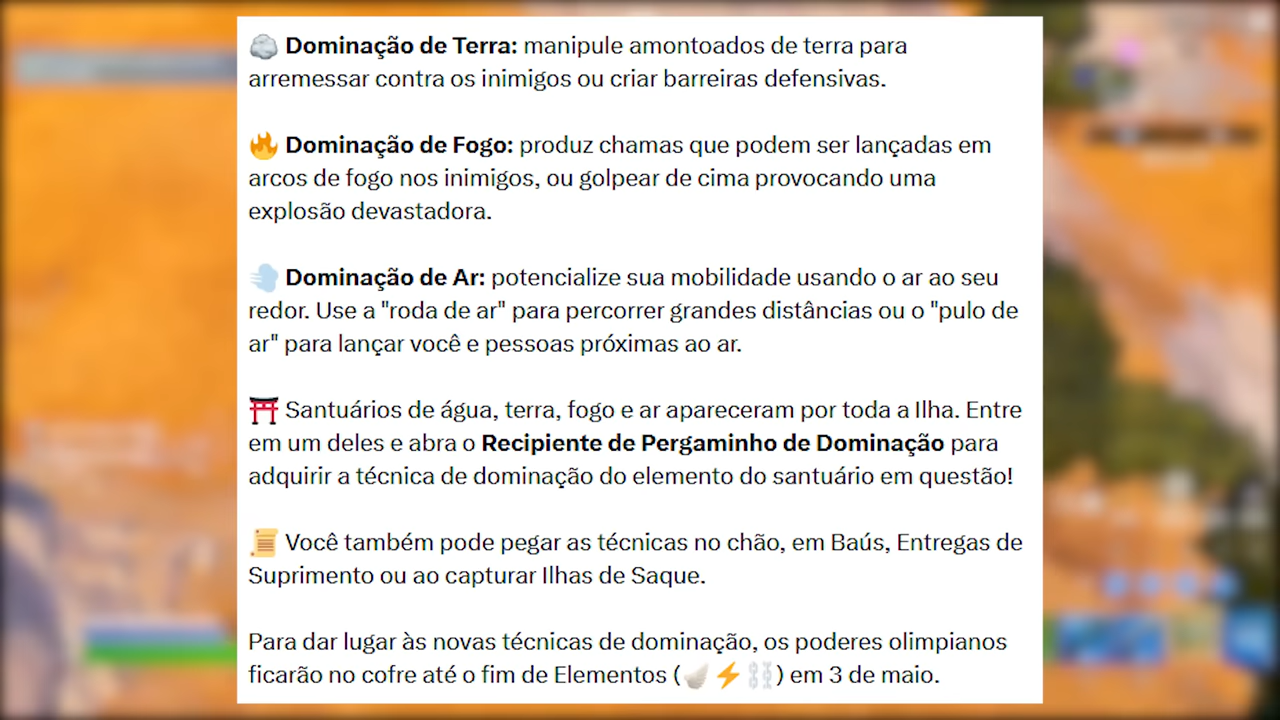 Dominação de Terra: manipule amontoados de terra para
arremessar contra os inimigos ou criar barreiras defensivas.
Dominação de Fogo: produz chamas que podem ser lançadas em
arcos de fogo nos inimigos, ou golpear de cima provocando uma
explosão devastadora.
Dominação de Ar: potencialize sua mobilidade usando o ar ao seu
redor. Use a "roda de ar" para percorrer grandes distâncias ou o "pulo de
ar" para lançar você e pessoas próximas ao ar.
Santuários de água, terra, fogo e ar apareceram por toda a Ilha. Entre
em um deles e abra o Recipiente de Pergaminho de Dominação para
adquirir a técnica de dominação do elemento do santuário em questão!
Você também pode pegar as técnicas no chão, em Baús, Entregas de
Suprimento ou ao capturar Ilhas de Saque.
Para dar lugar às novas técnicas de dominação, os poderes olimpianos
ficarão no cofre até o fim de Elementos (🪽⚡⛓️) em 3 de maio.